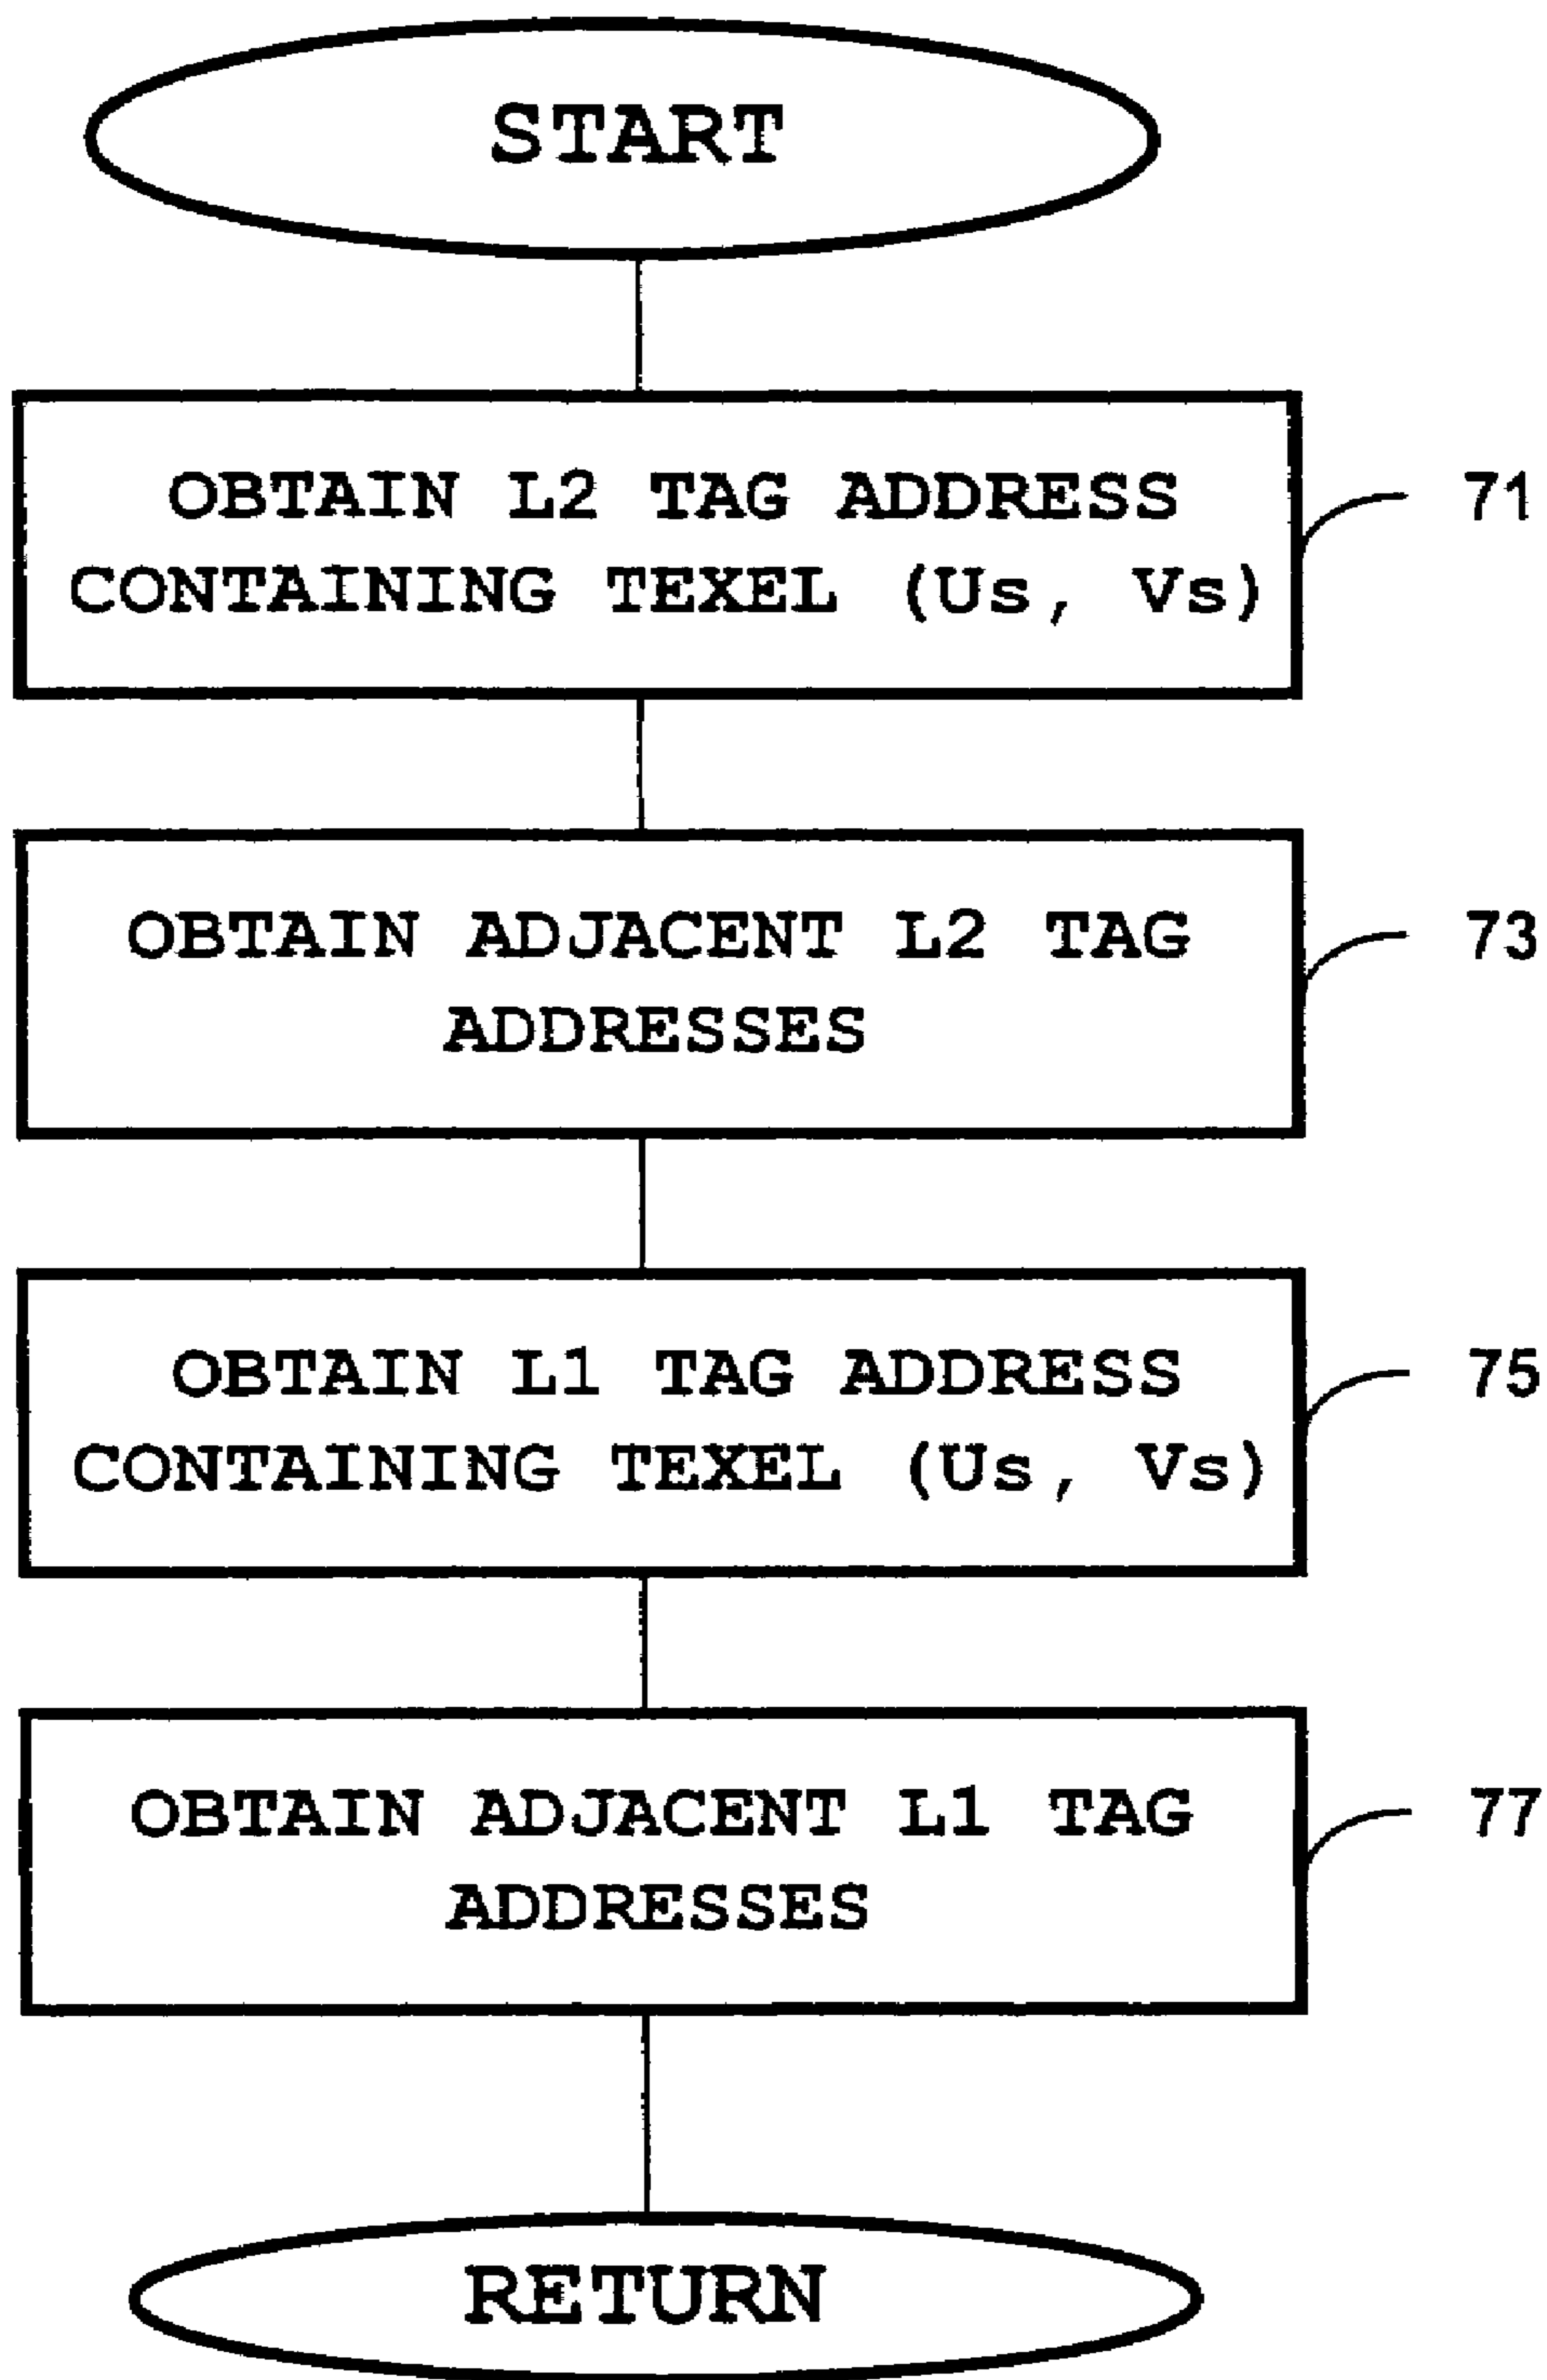 START
OBTAIN L2 TAG ADDRESS
CONTAINING TEXEL (Us, Vs)
71
OBTAIN ADJACENT L2 TAG
ADDRESSES
73
OBTAIN L1 TAG ADDRESS
CONTAINING TEXEL (Us, Vs)
75
OBTAIN ADJACENT L1 TAG
ADDRESSES
77
RETURN